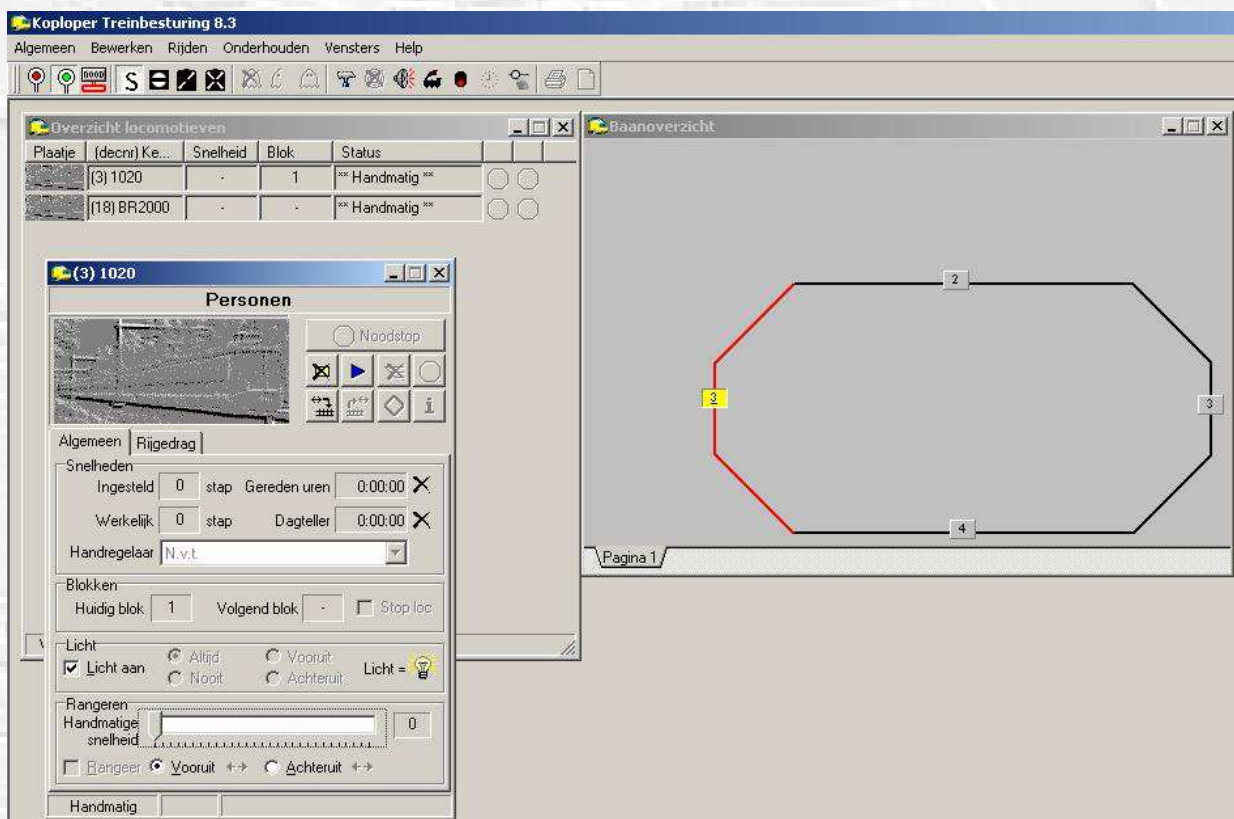 Koploper Treinbesturing 8.3
Algemeen Bewerken Rijden Onderhouden Vensters Help
NOOD S
Overzicht locomotieven
Plaatje (decnr) Ke... Snelheid Blok Status
(3) 1020 - 1 ** Handmatig **
(18) BR2000 - - ** Handmatig **
(3) 1020
Personen
Noodstop
i
Algemeen Rijgedrag
Snelheden
Ingesteld 0 stap Gereden uren 0:00:00
Werkelijk 0 stap Dagteller 0:00:00
Handregelaar N.v.t.
Blokken
Huidig blok 1 Volgend blok - Stop loc
Licht
Licht aan Altijd Vooruit Licht =
Nooit Achteruit
Rangeren
Handmatige
snelheid 0
Rangeer Vooruit Achteruit
Handmatig
Baanoverzicht
2
3
3
4
Pagina 1